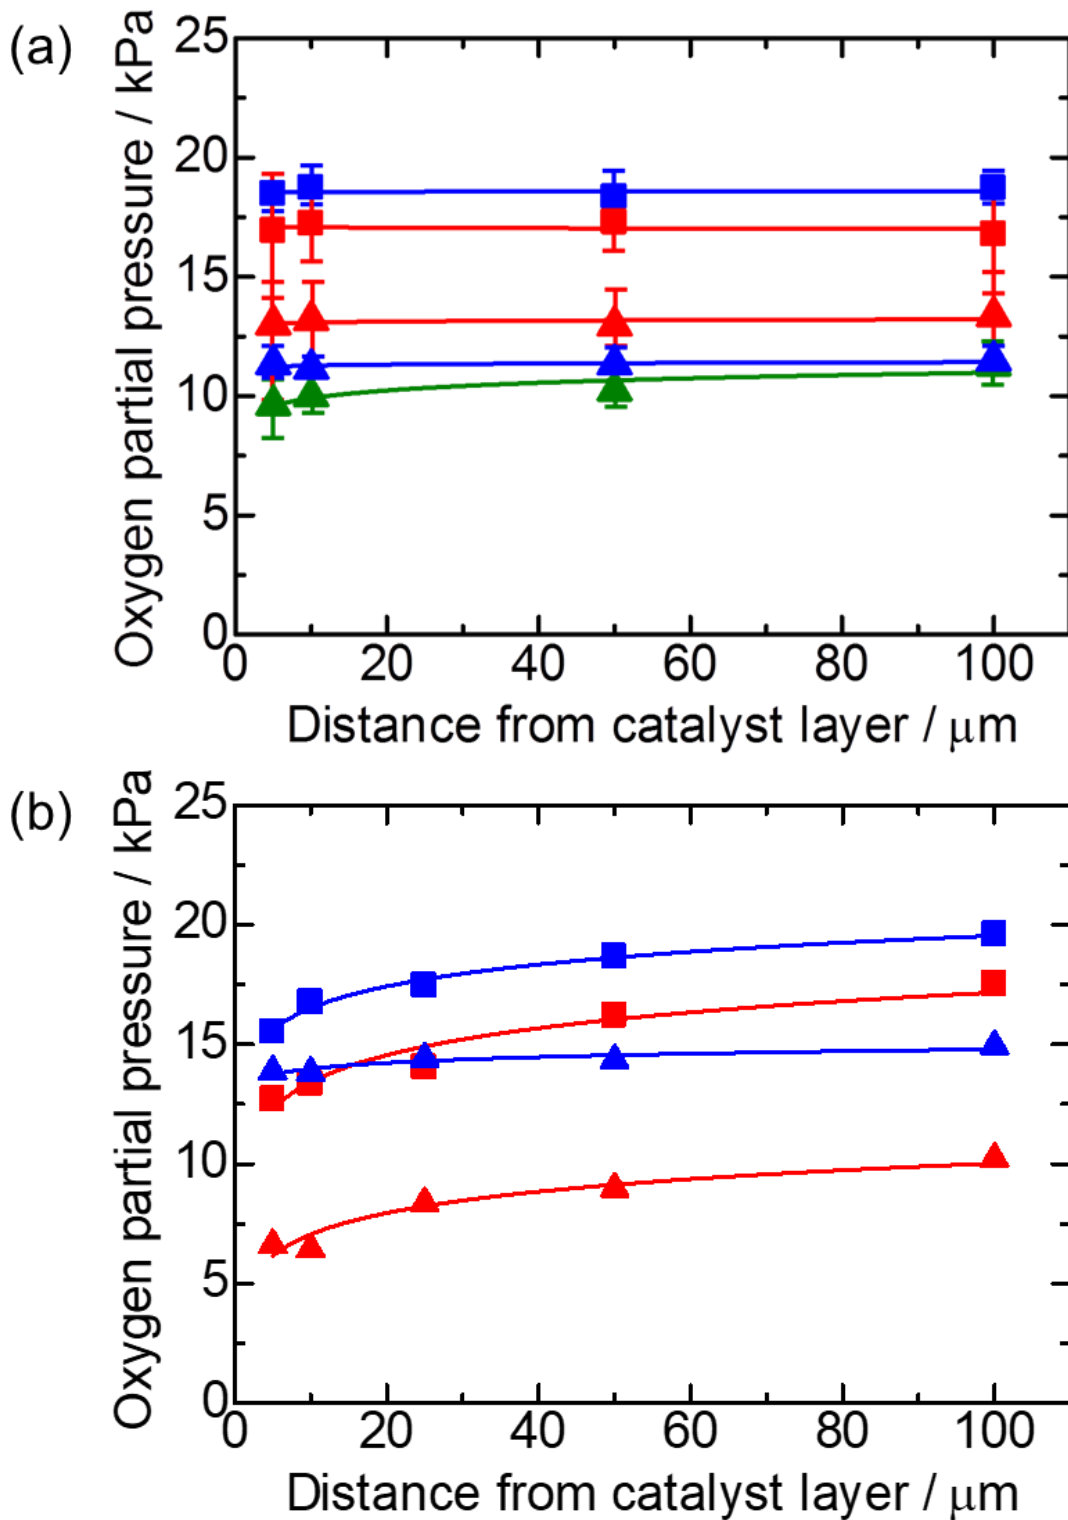 (a)
Oxygen partial pressure / kPa
25
20
15
10
5
0
0 20 40 60 80 100
Distance from catalyst layer / μm
(b)
Oxygen partial pressure / kPa
25
20
15
10
5
0
0 20 40 60 80 100
Distance from catalyst layer / μm